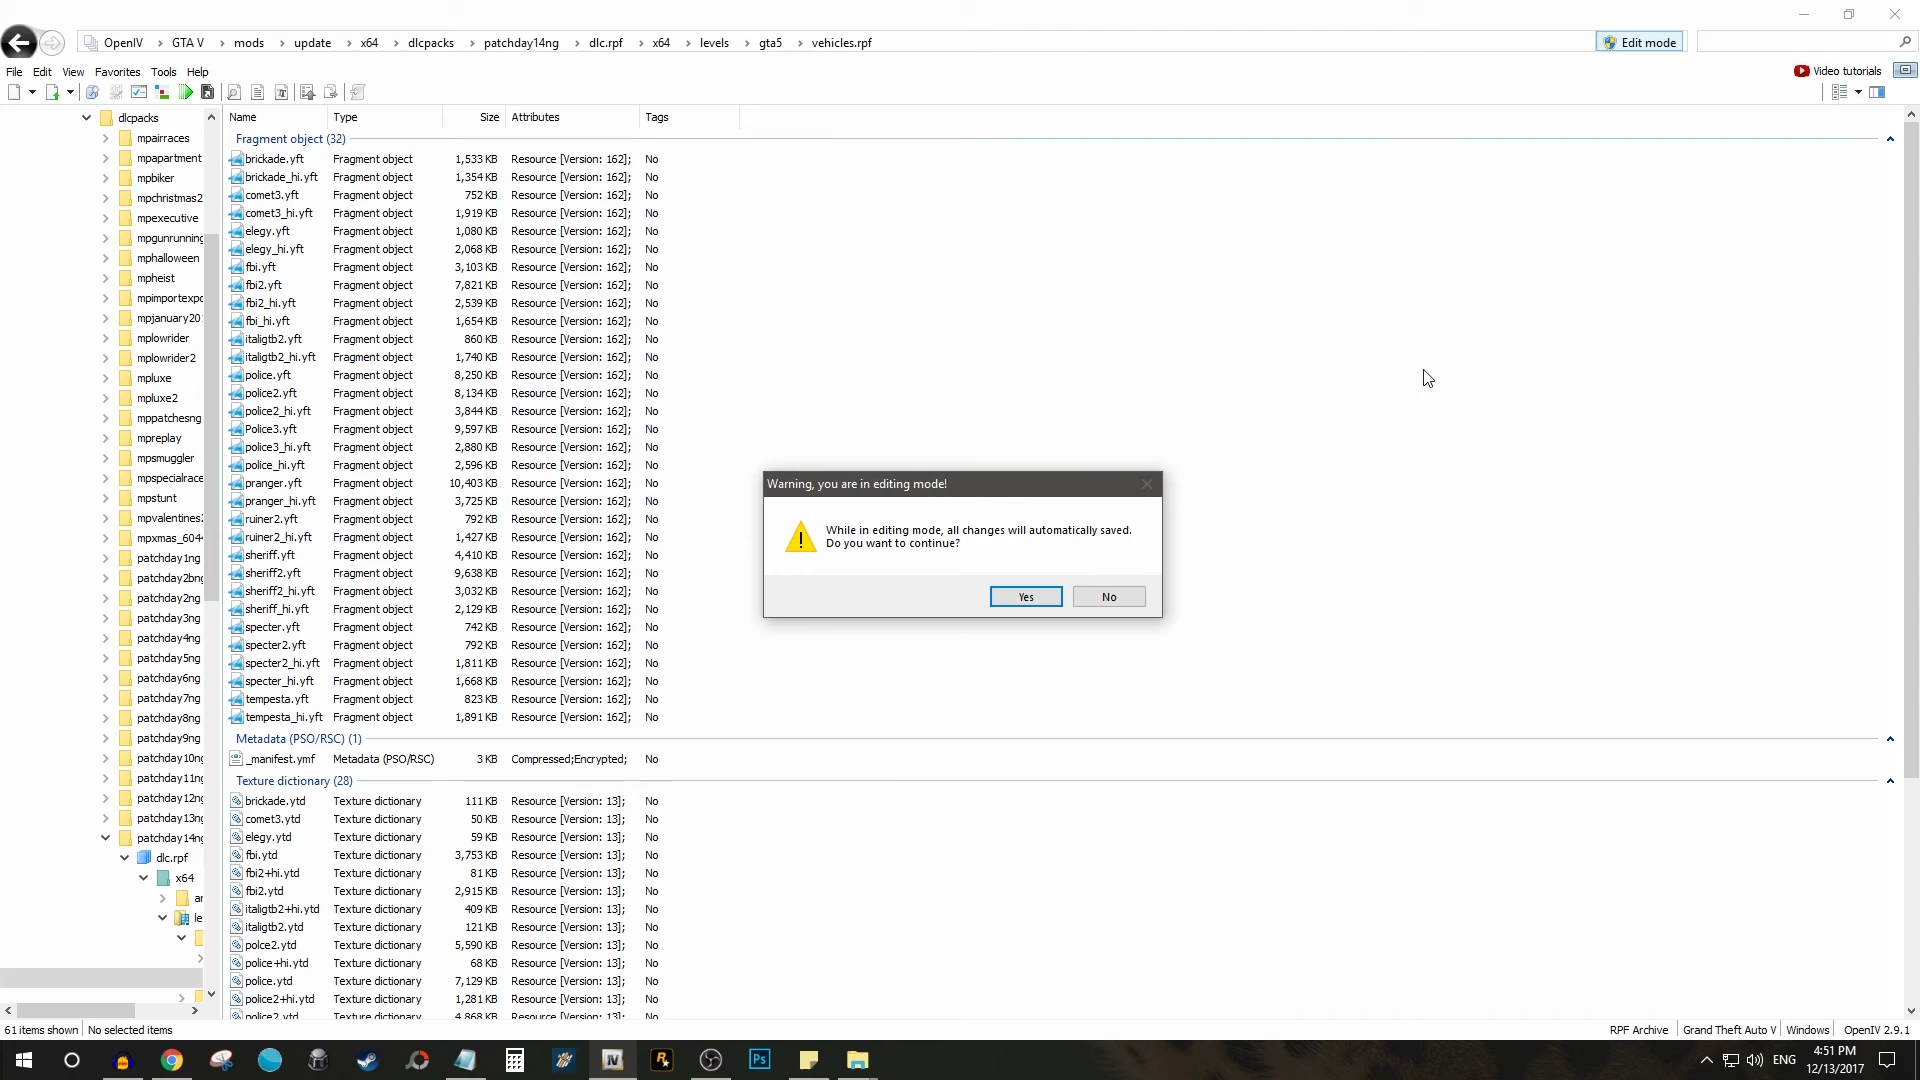 OpenIV › GTA V › mods › update › x64 › dlcpacks › patchday14ng › dlc.rpf › x64 › levels › gta5 › vehicles.rpf
Edit mode
File Edit View Favorites Tools Help
Video tutorials
dlcpacks
mpairraces
mpapartment
mpbiker
mpchristmas2
mpexecutive
mpgunrunning
mphalloween
mpheist
mpimportexpo
mpjanuary20
mplowrider
mplowrider2
mpluxe
mpluxe2
mppatchesng
mpreplay
mpsmuggler
mpspecialrace
mpstunt
mpvalentines2
mpxmas_604
patchday1ng
patchday2bng
patchday2ng
patchday3ng
patchday4ng
patchday5ng
patchday6ng
patchday7ng
patchday8ng
patchday9ng
patchday10ng
patchday11ng
patchday12ng
patchday13ng
patchday14ng
dlc.rpf
x64
ar
le
Name Type Size Attributes Tags
Fragment object (32)
brickade.yft Fragment object 1,533 KB Resource [Version: 162]; No
brickade_hi.yft Fragment object 1,354 KB Resource [Version: 162]; No
comet3.yft Fragment object 752 KB Resource [Version: 162]; No
comet3_hi.yft Fragment object 1,919 KB Resource [Version: 162]; No
elegy.yft Fragment object 1,080 KB Resource [Version: 162]; No
elegy_hi.yft Fragment object 2,068 KB Resource [Version: 162]; No
fbi.yft Fragment object 3,103 KB Resource [Version: 162]; No
fbi2.yft Fragment object 7,821 KB Resource [Version: 162]; No
fbi2_hi.yft Fragment object 2,539 KB Resource [Version: 162]; No
fbi_hi.yft Fragment object 1,654 KB Resource [Version: 162]; No
italigtb2.yft Fragment object 860 KB Resource [Version: 162]; No
italigtb2_hi.yft Fragment object 1,740 KB Resource [Version: 162]; No
police.yft Fragment object 8,250 KB Resource [Version: 162]; No
police2.yft Fragment object 8,134 KB Resource [Version: 162]; No
police2_hi.yft Fragment object 3,844 KB Resource [Version: 162]; No
Police3.yft Fragment object 9,597 KB Resource [Version: 162]; No
police3_hi.yft Fragment object 2,880 KB Resource [Version: 162]; No
police_hi.yft Fragment object 2,596 KB Resource [Version: 162]; No
pranger.yft Fragment object 10,403 KB Resource [Version: 162]; No
pranger_hi.yft Fragment object 3,725 KB Resource [Version: 162]; No
ruiner2.yft Fragment object 792 KB Resource [Version: 162]; No
ruiner2_hi.yft Fragment object 1,427 KB Resource [Version: 162]; No
sheriff.yft Fragment object 4,410 KB Resource [Version: 162]; No
sheriff2.yft Fragment object 9,638 KB Resource [Version: 162]; No
sheriff2_hi.yft Fragment object 3,032 KB Resource [Version: 162]; No
sheriff_hi.yft Fragment object 2,129 KB Resource [Version: 162]; No
specter.yft Fragment object 742 KB Resource [Version: 162]; No
specter2.yft Fragment object 792 KB Resource [Version: 162]; No
specter2_hi.yft Fragment object 1,811 KB Resource [Version: 162]; No
specter_hi.yft Fragment object 1,668 KB Resource [Version: 162]; No
tempesta.yft Fragment object 823 KB Resource [Version: 162]; No
tempesta_hi.yft Fragment object 1,891 KB Resource [Version: 162]; No
Metadata (PSO/RSC) (1)
_manifest.ymf Metadata (PSO/RSC) 3 KB Compressed;Encrypted; No
Texture dictionary (28)
brickade.ytd Texture dictionary 111 KB Resource [Version: 13]; No
comet3.ytd Texture dictionary 50 KB Resource [Version: 13]; No
elegy.ytd Texture dictionary 59 KB Resource [Version: 13]; No
fbi.ytd Texture dictionary 3,753 KB Resource [Version: 13]; No
fbi2+hi.ytd Texture dictionary 81 KB Resource [Version: 13]; No
fbi2.ytd Texture dictionary 2,915 KB Resource [Version: 13]; No
italigtb2+hi.ytd Texture dictionary 409 KB Resource [Version: 13]; No
italigtb2.ytd Texture dictionary 121 KB Resource [Version: 13]; No
polce2.ytd Texture dictionary 5,590 KB Resource [Version: 13]; No
police+hi.ytd Texture dictionary 68 KB Resource [Version: 13]; No
police.ytd Texture dictionary 7,129 KB Resource [Version: 13]; No
police2+hi.ytd Texture dictionary 1,281 KB Resource [Version: 13]; No
police2.ytd Texture dictionary 4,868 KB Resource [Version: 13]; No
Warning, you are in editing mode!
While in editing mode, all changes will automatically saved.
Do you want to continue?
Yes No
61 items shown No selected items
RPF Archive Grand Theft Auto V Windows OpenIV 2.9.1
ENG 4:51 PM
12/13/2017